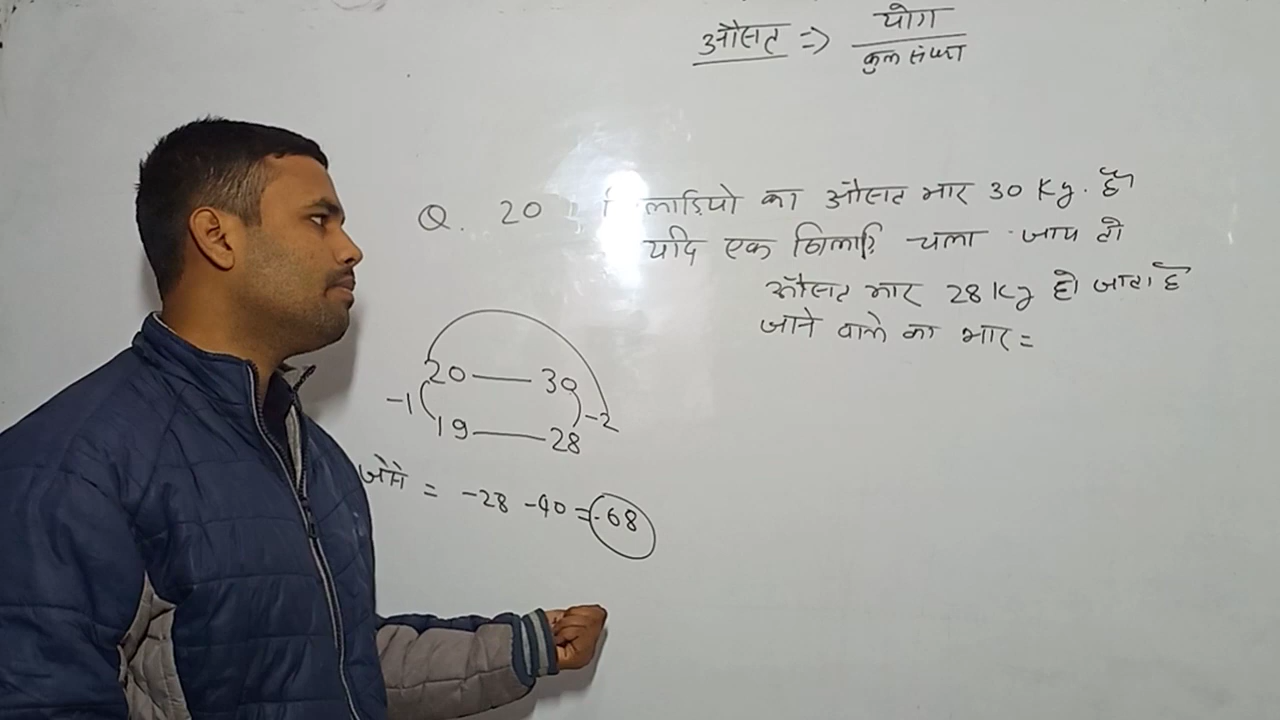 औसत => योग
कुल संख्या
Q. 20 खिलाड़ियो का औसत भार 30 Kg. है
यदि एक खिलाड़ि चला जाय तो
औसत भार 28 Kg हो जाता है
जाने वाले का भार =
20 — 30
-1 -2
19 — 28
= -28 -40 = -68